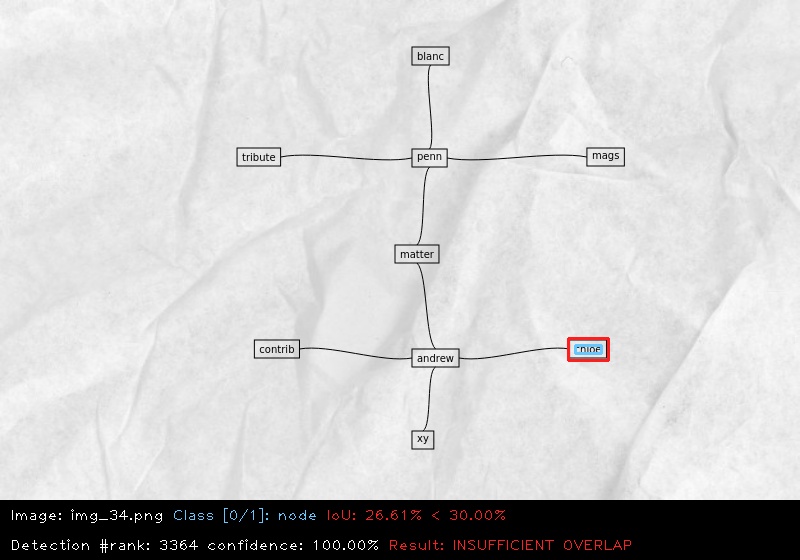 blanc
tribute
penn
mags
matter
contrib
andrew
xy
Image: img_34.png Class [0/1]: node IoU: 26.61% < 30.00%
Detection #rank: 3364 confidence: 100.00% Result: INSUFFICIENT OVERLAP